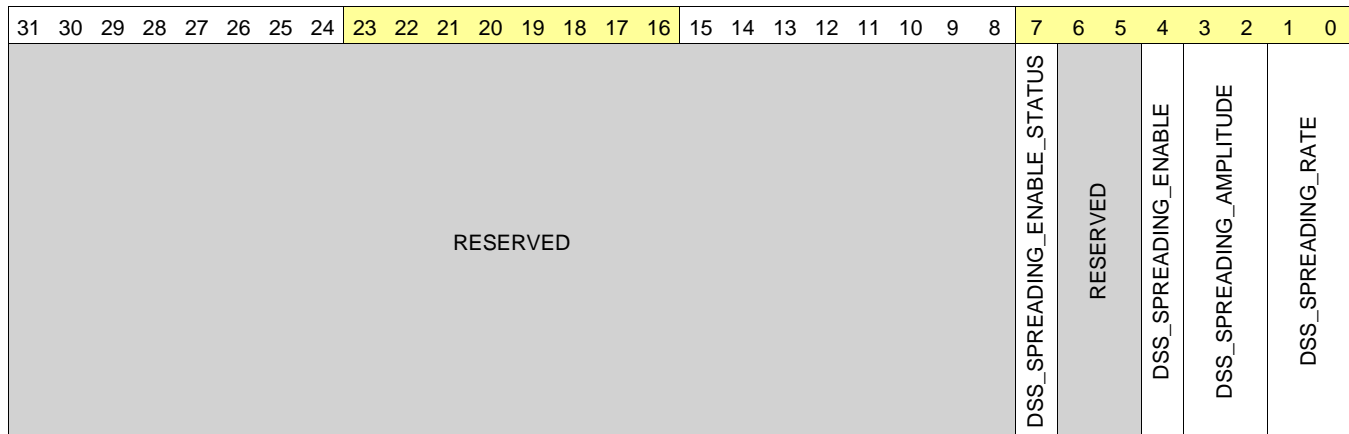 31 30 29 28 27 26 25 24 23 22 21 20 19 18 17 16 15 14 13 12 11 10 9 8 7 6 5 4 3 2 1 0
RESERVED
DSS_SPREADING_ENABLE_STATUS
RESERVED
DSS_SPREADING_ENABLE
DSS_SPREADING_AMPLITUDE
DSS_SPREADING_RATE